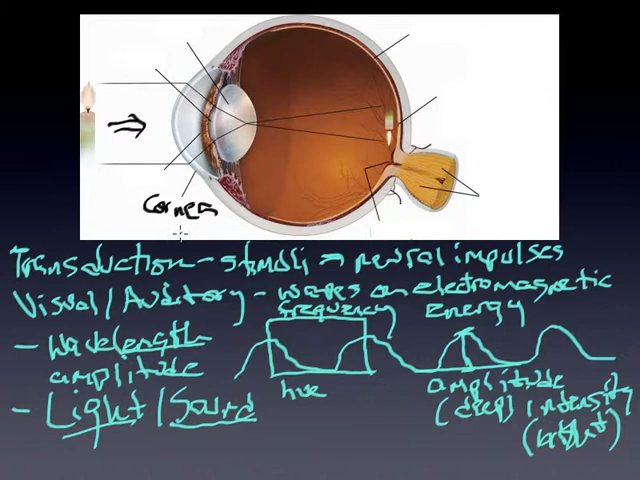 Cornea
Transduction - stimuli → neural impulses
Visual / Auditory - waves on electromagnetic
frequency energy
- wavelength
amplitude
hue amplitude
- Light / Sound (deep) intensity